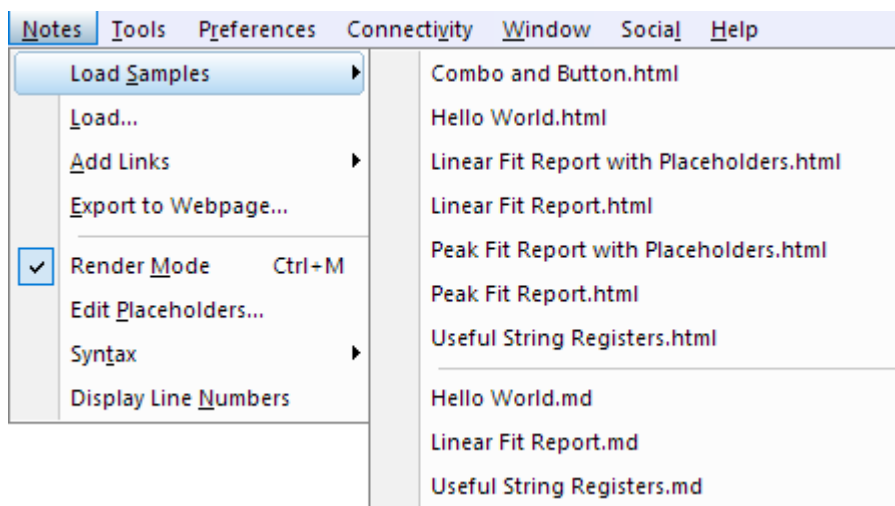 Notes Tools Preferences Connectivity Window Social Help
Load Samples
Load...
Add Links
Export to Webpage...
Render Mode Ctrl+M
Edit Placeholders...
Syntax
Display Line Numbers
Combo and Button.html
Hello World.html
Linear Fit Report with Placeholders.html
Linear Fit Report.html
Peak Fit Report with Placeholders.html
Peak Fit Report.html
Useful String Registers.html
Hello World.md
Linear Fit Report.md
Useful String Registers.md